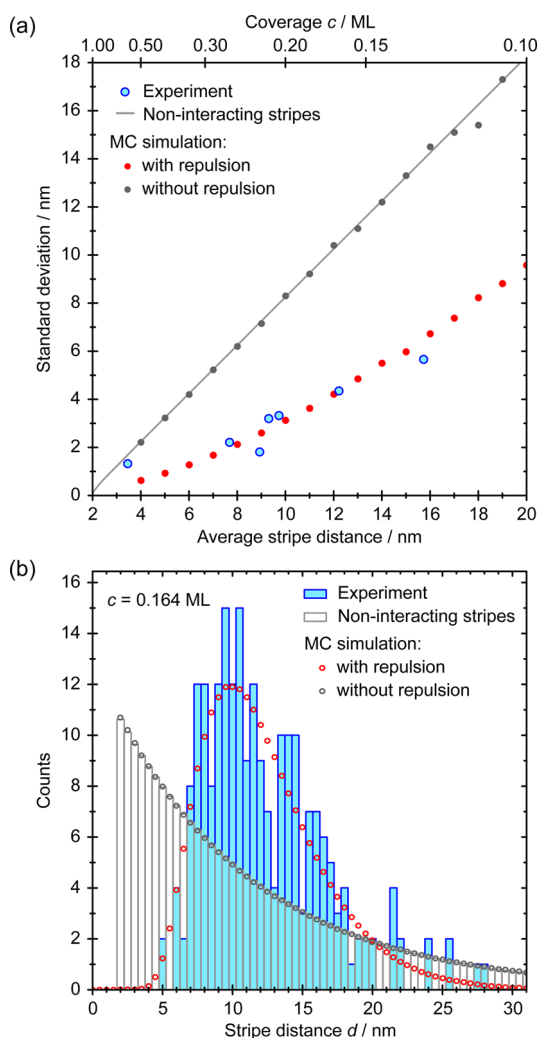 (a)
Coverage c / ML
1.00 0.50 0.30 0.20 0.15 0.10
18
16
14
12
10
8
6
4
2
0
Standard deviation / nm
Experiment
Non-interacting stripes
MC simulation:
with repulsion
without repulsion
2 4 6 8 10 12 14 16 18 20
Average stripe distance / nm
(b)
16
14
12
10
8
6
4
2
0
Counts
c = 0.164 ML
Experiment
Non-interacting stripes
MC simulation:
with repulsion
without repulsion
0 5 10 15 20 25 30
Stripe distance d / nm